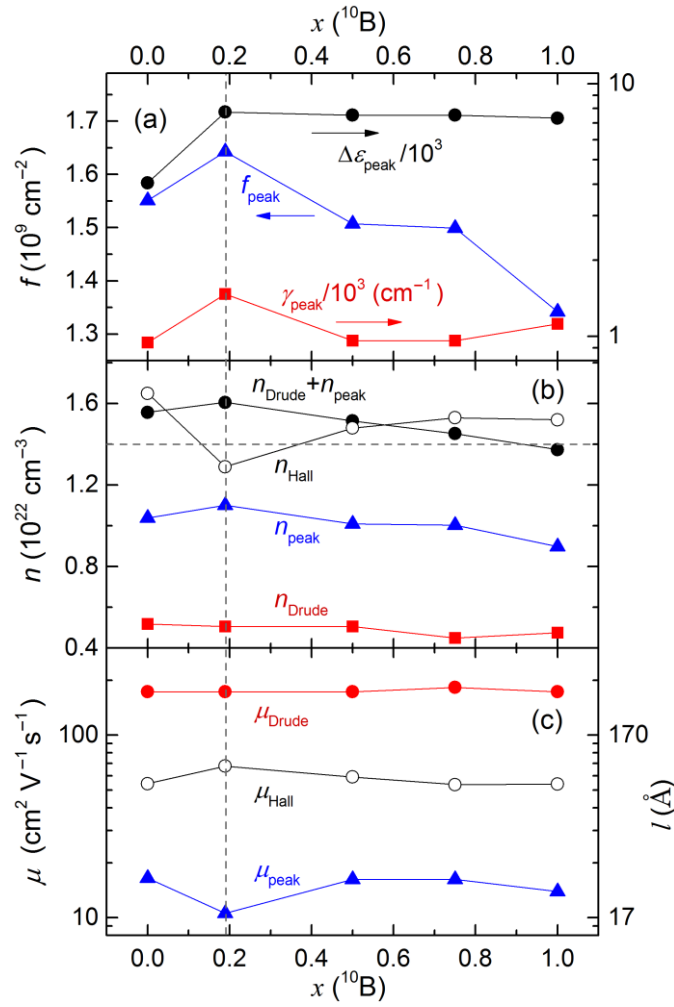 x (¹⁰B)
0.0 0.2 0.4 0.6 0.8 1.0
(a)
10
1.7
Δε_peak/10³
1.6
f_peak
1.5
f (10⁹ cm⁻²)
1.4
γ_peak/10³ (cm⁻¹)
1.3
1
n_Drude+n_peak
(b)
1.6
n_Hall
1.2
n (10²² cm⁻³)
n_peak
0.8
n_Drude
0.4
μ_Drude
(c)
100
170
μ_Hall
μ (cm² V⁻¹ s⁻¹)
l (Å)
μ_peak
10
17
0.0 0.2 0.4 0.6 0.8 1.0
x (¹⁰B)